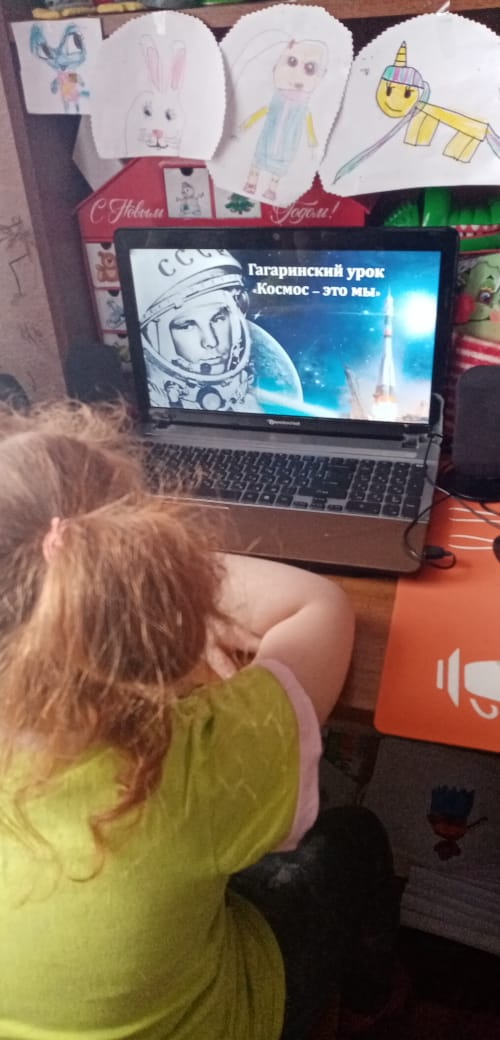 С Новым Годом!
СССР
Гагаринский урок
«Космос – это мы»